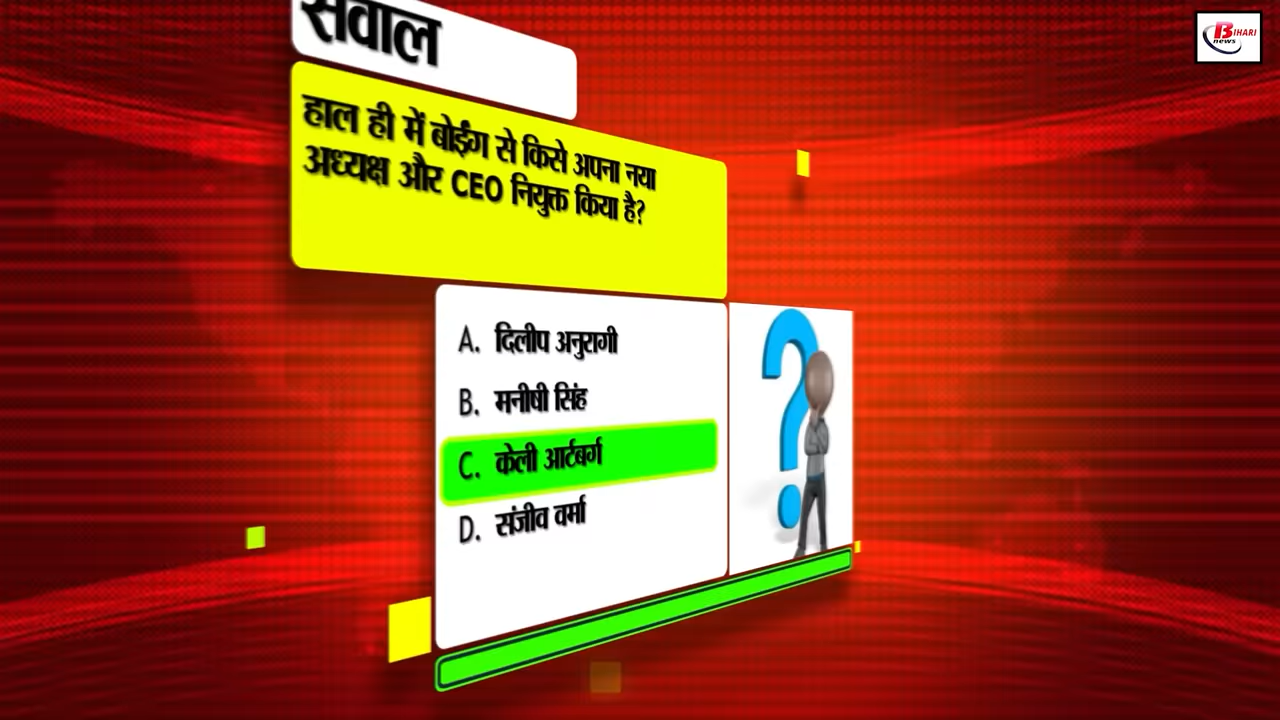 सवाल
हाल ही में बोईंग से किसे अपना नया
अध्यक्ष और CEO नियुक्त किया है?
A. दिलीप अनुरागी
B. मनीषी सिंह
C. केली आर्टबर्ग
D. संजीव वर्मा
BIHARI
news